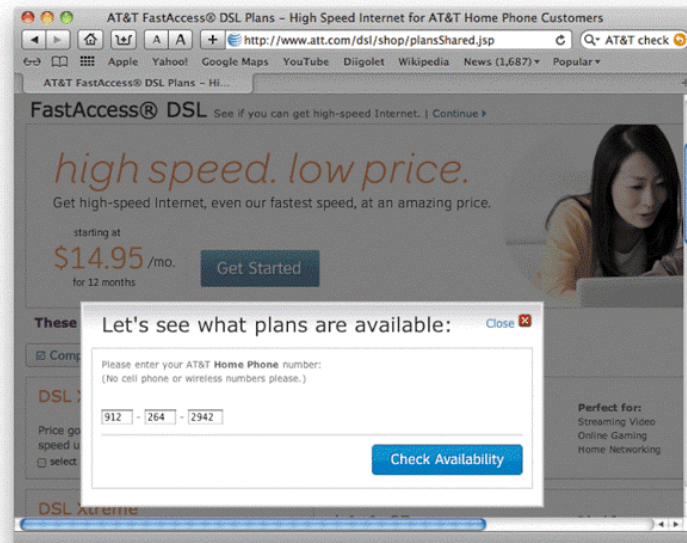 AT&T FastAccess® DSL Plans – High Speed Internet for AT&T Home Phone Customers
A A + http://www.att.com/dsl/shop/plansShared.jsp Q▾ AT&T check
Apple Yahoo! Google Maps YouTube Diigolet Wikipedia News (1,687)▾ Popular▾
AT&T FastAccess® DSL Plans – Hi...
FastAccess® DSL See if you can get high-speed Internet. | Continue
high speed. low price.
Get high-speed Internet, even our fastest speed, at an amazing price.
starting at
$14.95 /mo.
for 12 months
Get Started
These
Let's see what plans are available:
Close
Comp
Please enter your AT&T Home Phone number:
(No cell phone or wireless numbers please.)
912 - 264 - 2942
Check Availability
DSL
Price go
speed u
select
Perfect for:
Streaming Video
Online Gaming
Home Networking
DSL Xtreme